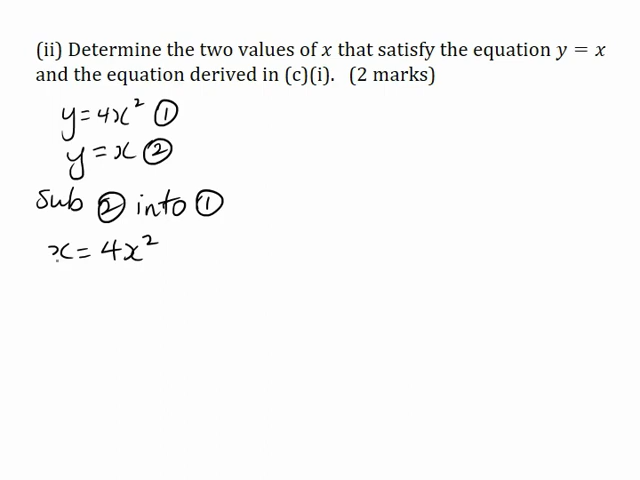 (ii) Determine the two values of x that satisfy the equation y = x
and the equation derived in (c)(i). (2 marks)
y = 4x² ①
y = x ②
Sub ② into ①
x = 4x²